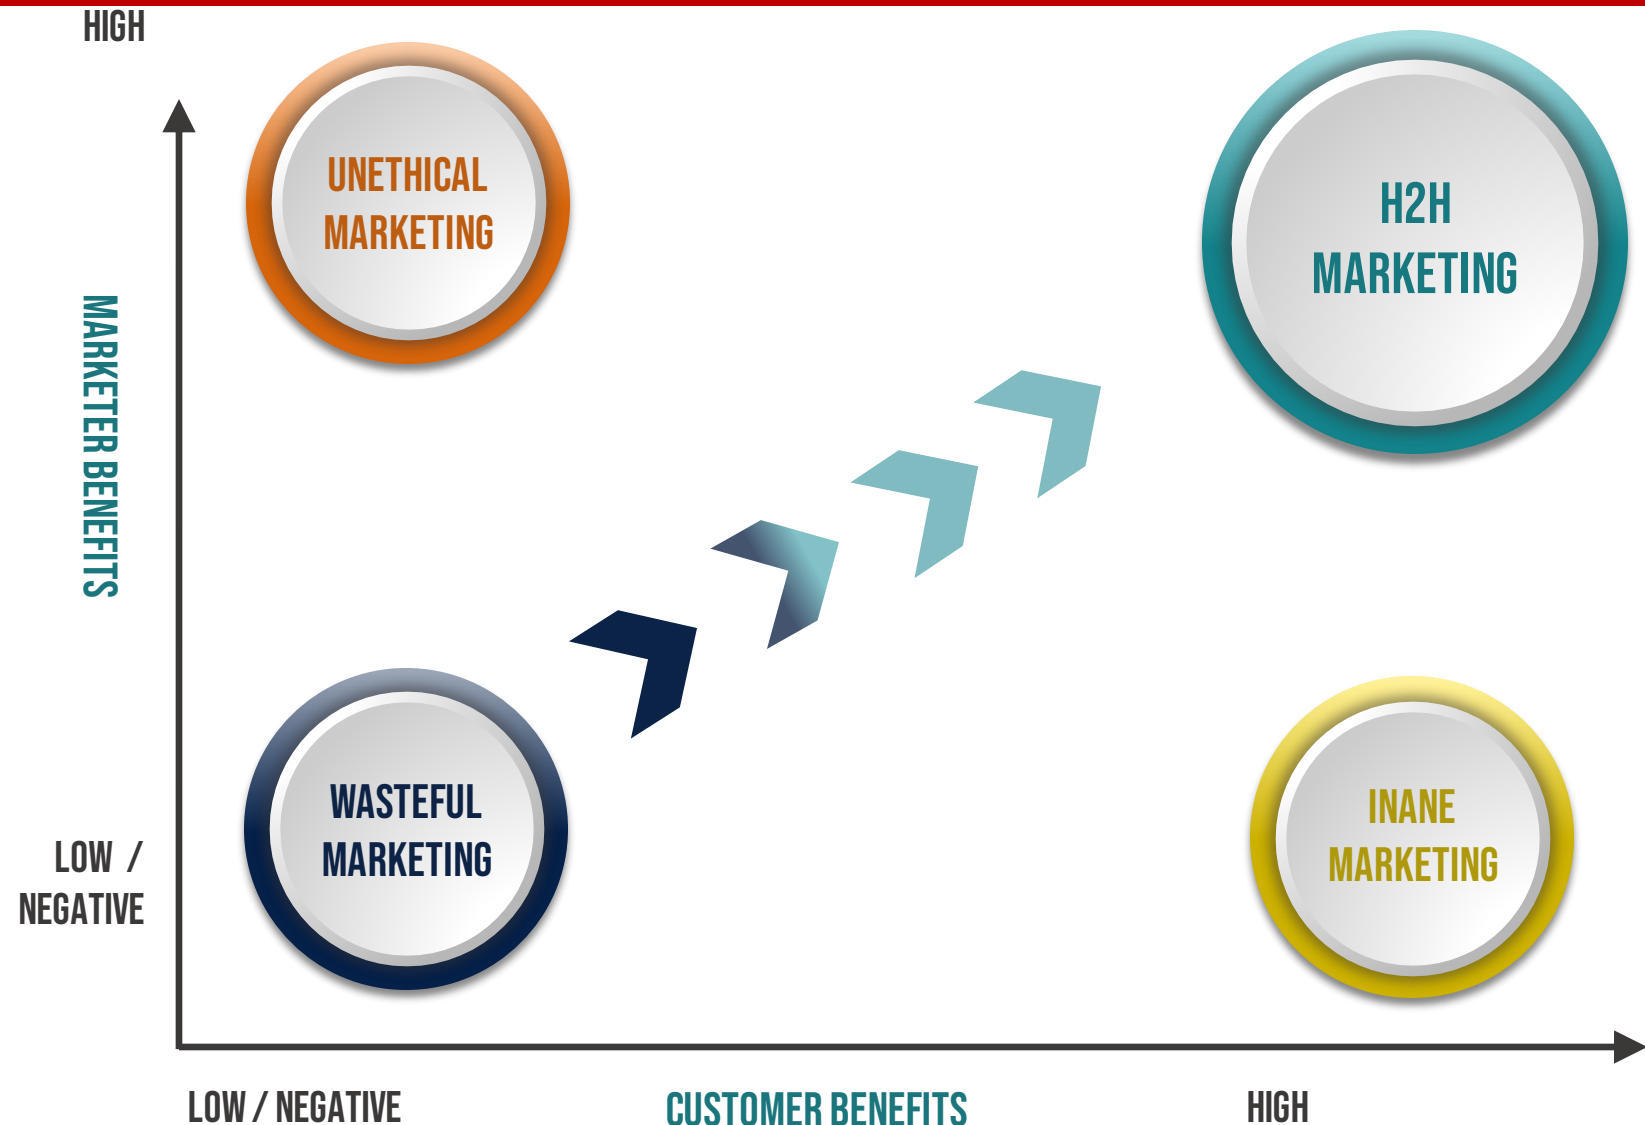 HIGH
UNETHICAL
MARKETING
H2H
MARKETING
MARKETER BENEFITS
WASTEFUL
MARKETING
INANE
MARKETING
LOW /
NEGATIVE
LOW / NEGATIVE
CUSTOMER BENEFITS
HIGH